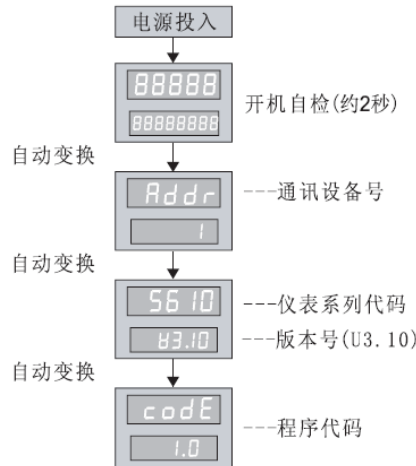 电源投入
88888
88888888
开机自检(约2秒)
自动变换
Addr
---通讯设备号
1
自动变换
S610
---仪表系列代码
U3.10
---版本号(U3.10)
自动变换
codE
---程序代码
1.0